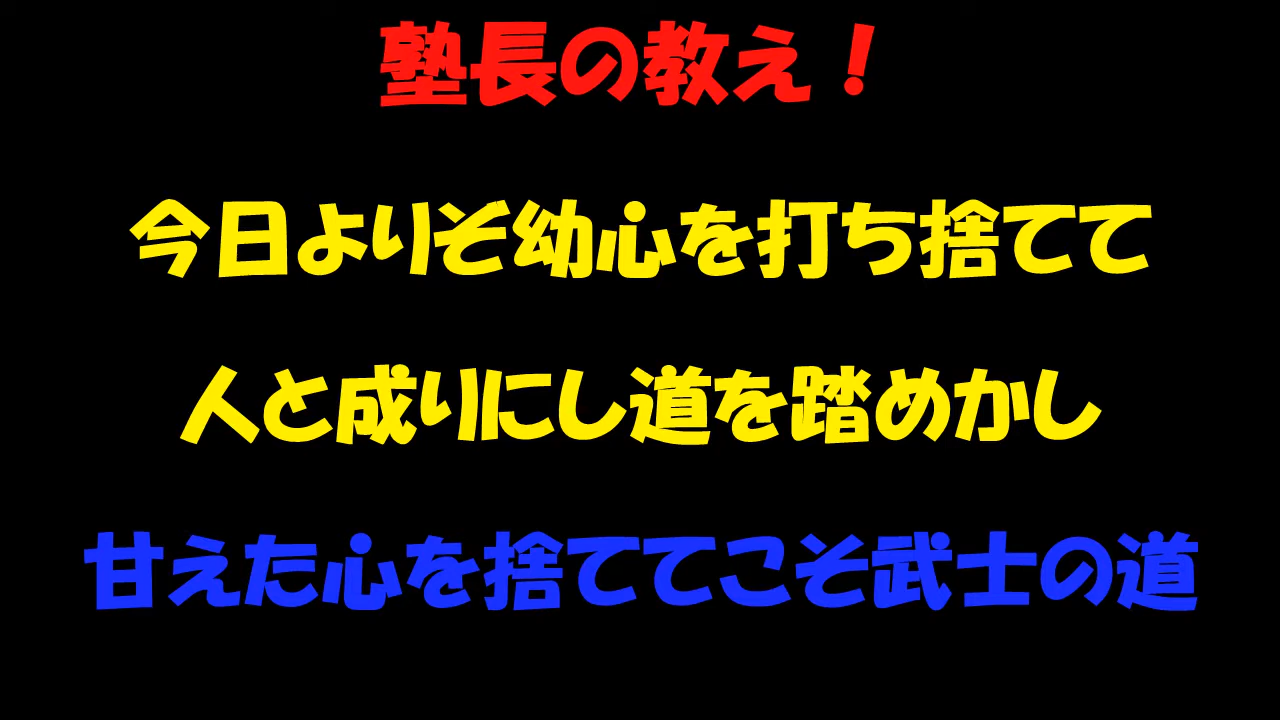 塾長の教え！
今日よりぞ幼心を打ち捨てて
人と成りにし道を踏めかし
甘えた心を捨ててこそ武士の道